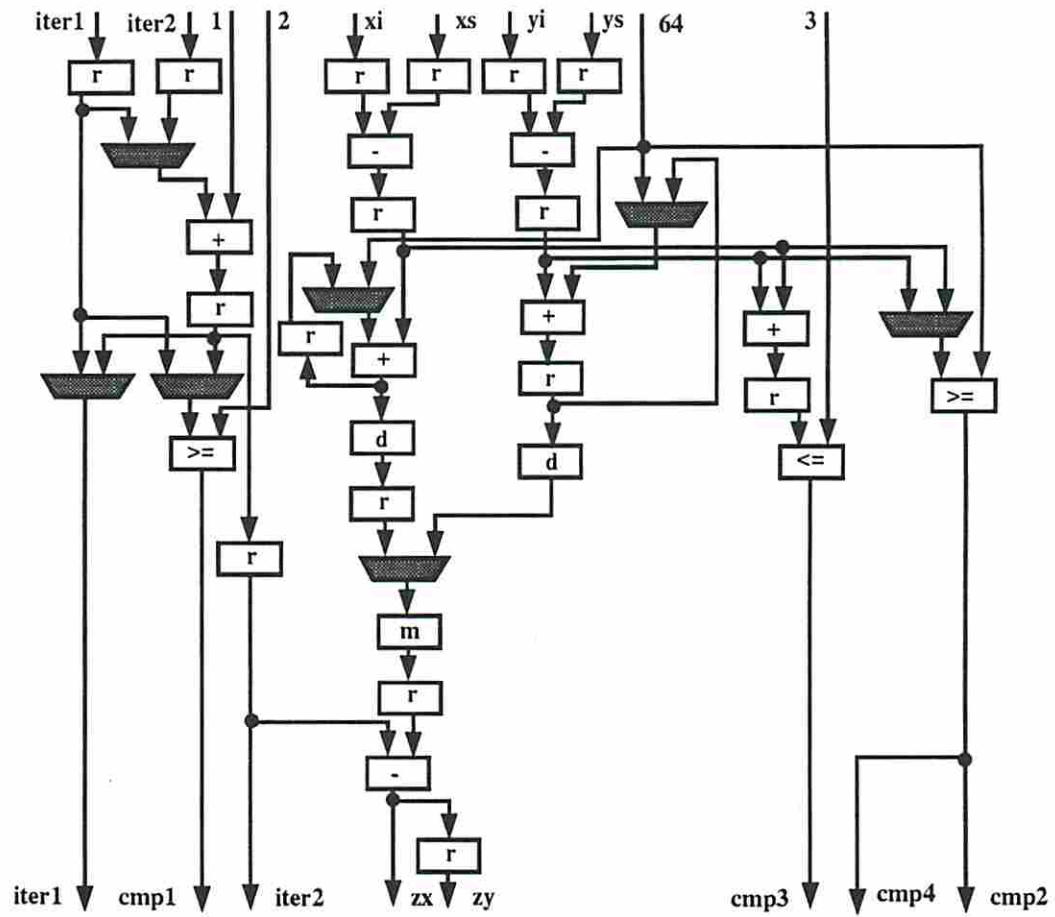 iter1 iter2 1 2 xi xs yi ys 64 3
r r r r r r
- -
r r
+
r
r + +
+ r r >=
>= d d <=
r
r
m
r
-
r
iter1 cmp1 iter2 zx zy cmp3 cmp4 cmp2